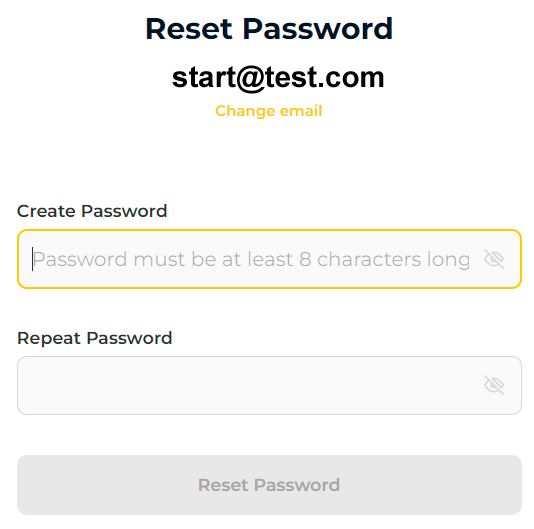 Reset Password
start@test.com
Change email
Create Password
Password must be at least 8 characters long
Repeat Password
Reset Password